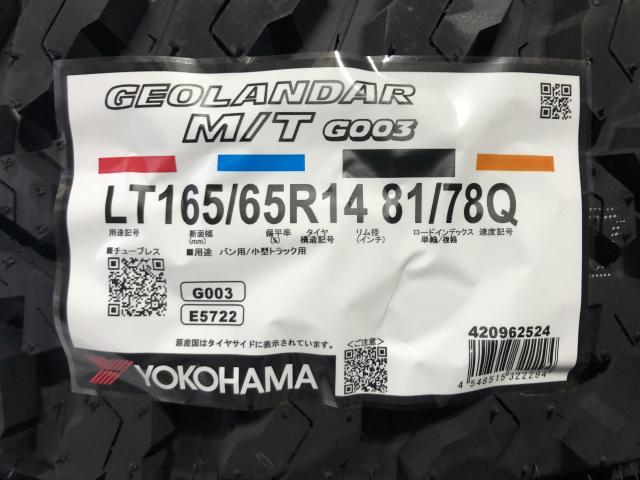 GEOLANDAR
M/T G003
LT165/65R14 81/78Q
用途記号 断面幅 (mm) 偏平率 (%) タイヤ 構造記号 リム径 (インチ) ロードインデックス 単輪/複輪 速度記号
■チューブレス ■用途 バン用/小型トラック用
G003
E5722
原産国はタイヤサイドに表示されています。
<ご注意>
YOKOHAMA
420962524
4 548515 322294